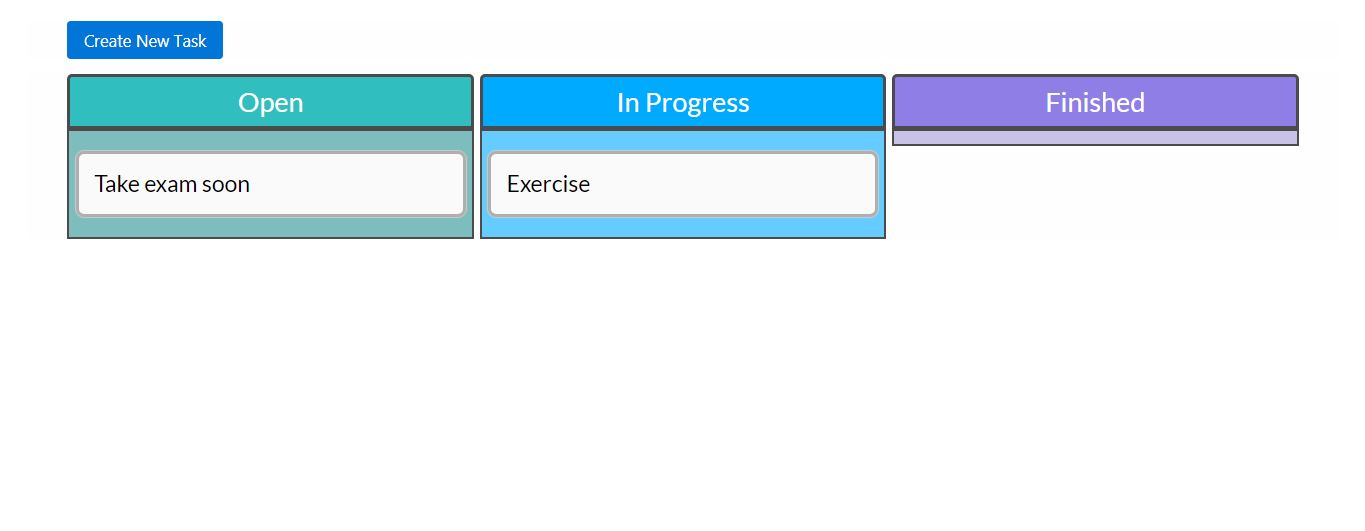 Create New Task
Open
In Progress
Finished
Take exam soon
Exercise